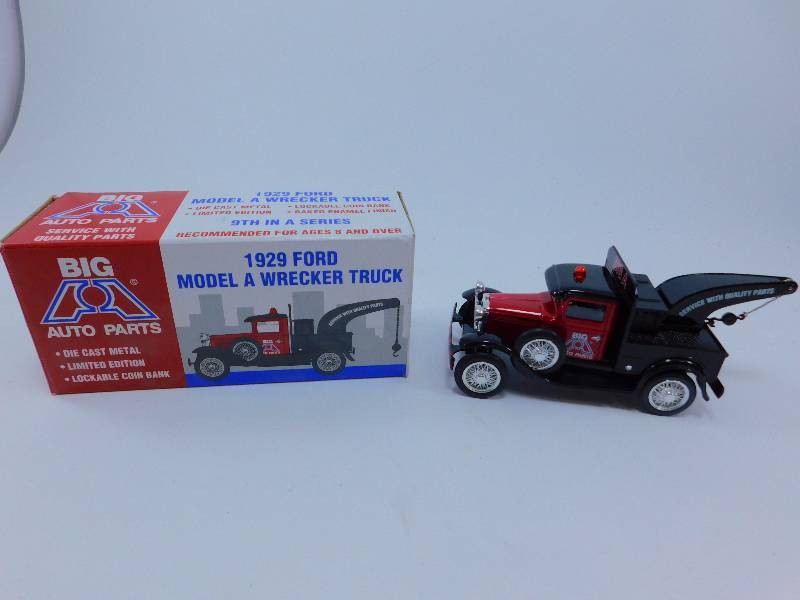 BIG
AUTO PARTS
®
SERVICE WITH
QUALITY PARTS
1929 FORD
MODEL A WRECKER TRUCK
• DIE CAST METAL • LOCKABLE COIN BANK
• LIMITED EDITION • BAKED ENAMEL FINISH
9TH IN A SERIES
RECOMMENDED FOR AGES 8 AND OVER
BIG
®
AUTO PARTS
• DIE CAST METAL
• LIMITED EDITION
• LOCKABLE COIN BANK
1929 FORD
MODEL A WRECKER TRUCK
SERVICE WITH QUALITY PARTS
BIG
SERVICE WITH QUALITY PARTS
BIG